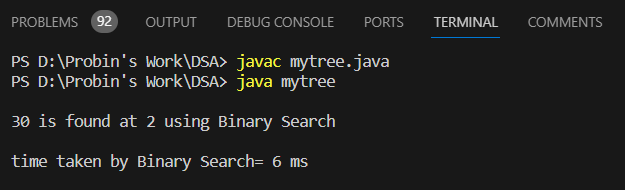 PROBLEMS 92 OUTPUT DEBUG CONSOLE PORTS TERMINAL COMMENTS
PS D:\Probin's Work\DSA> javac mytree.java
PS D:\Probin's Work\DSA> java mytree
30 is found at 2 using Binary Search
time taken by Binary Search= 6 ms